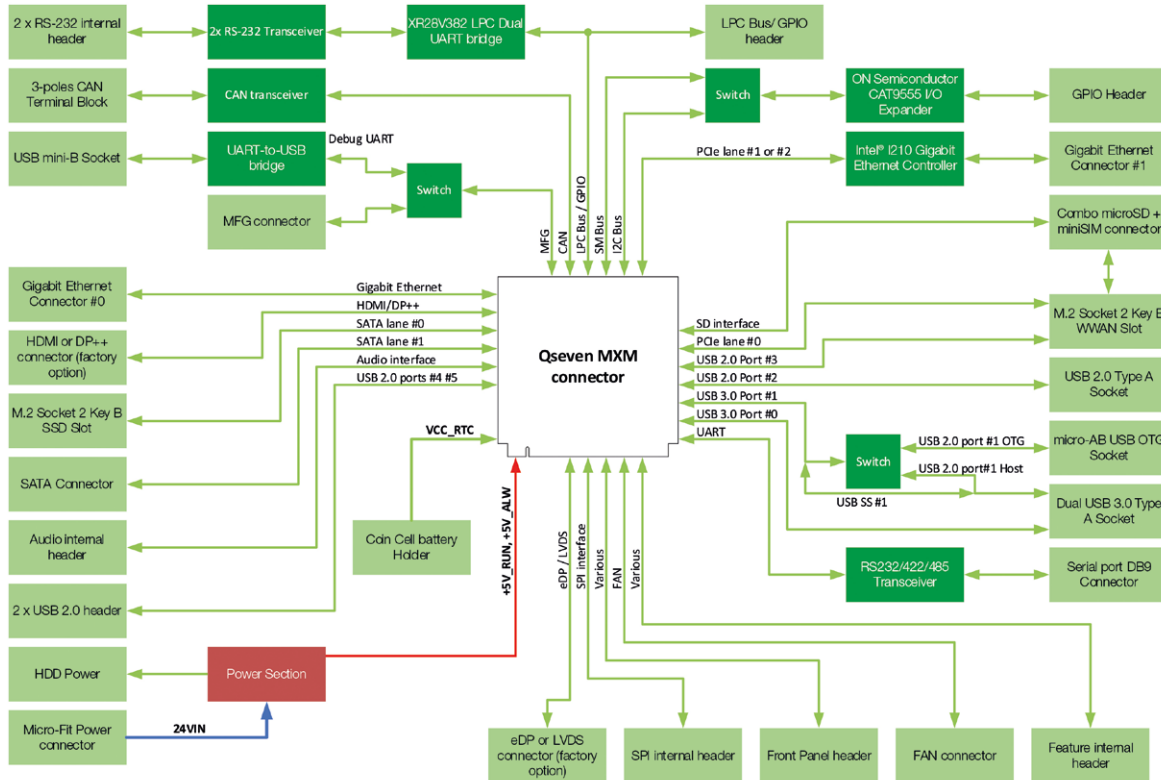 2 x RS-232 internal
header
2x RS-232 Transceiver
XR28V382 LPC Dual
UART bridge
LPC Bus/ GPIO
header
3-poles CAN
Terminal Block
CAN transceiver
Switch
ON Semiconductor
CAT9555 I/O
Expander
GPIO Header
USB mini-B Socket
UART-to-USB
bridge
Debug UART
Switch
MFG connector
PCIe lane #1 or #2
Intel® I210 Gigabit
Ethernet Controller
Gigabit Ethernet
Connector #1
MFG
CAN
LPC Bus / GPIO
SM Bus
I2C Bus
Combo microSD +
miniSIM connector
Gigabit Ethernet
Connector #0
HDMI or DP++
connector (factory
option)
M.2 Socket 2 Key B
SSD Slot
SATA Connector
Audio internal
header
2 x USB 2.0 header
Gigabit Ethernet
HDMI/DP++
SATA lane #0
SATA lane #1
Audio interface
USB 2.0 ports #4 #5
VCC_RTC
Qseven MXM
connector
SD interface
PCIe lane #0
USB 2.0 Port #3
USB 2.0 Port #2
USB 3.0 Port #1
USB 3.0 Port #0
UART
M.2 Socket 2 Key B
WWAN Slot
USB 2.0 Type A
Socket
Switch
USB 2.0 port #1 OTG
USB 2.0 port#1 Host
USB SS #1
micro-AB USB OTG
Socket
Dual USB 3.0 Type
A Socket
RS232/422/485
Transceiver
Serial port DB9
Connector
Coin Cell battery
Holder
+5V_RUN, +5V_ALW
eDP / LVDS
SPI interface
Various
FAN
Various
HDD Power
Power Section
Micro-Fit Power
connector
24VIN
eDP or LVDS
connector (factory
option)
SPI internal header
Front Panel header
FAN connector
Feature internal
header